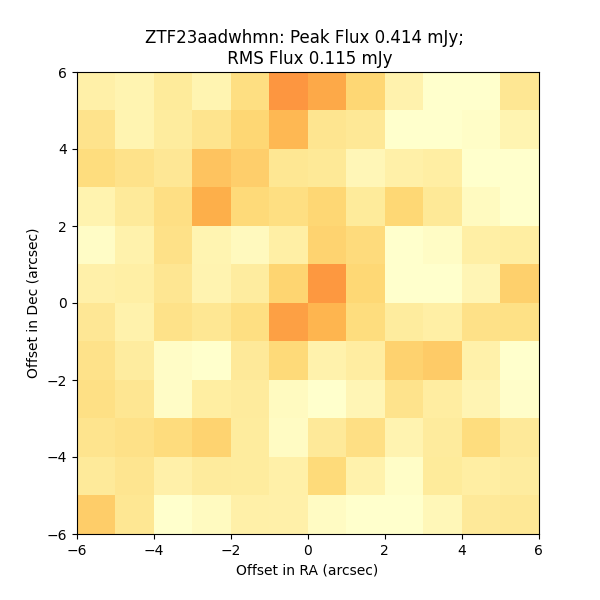 ZTF23aadwhmn: Peak Flux 0.414 mJy;
RMS Flux 0.115 mJy
6
4
2
0
−2
−4
−6
Offset in Dec (arcsec)
−6 −4 −2 0 2 4 6
Offset in RA (arcsec)